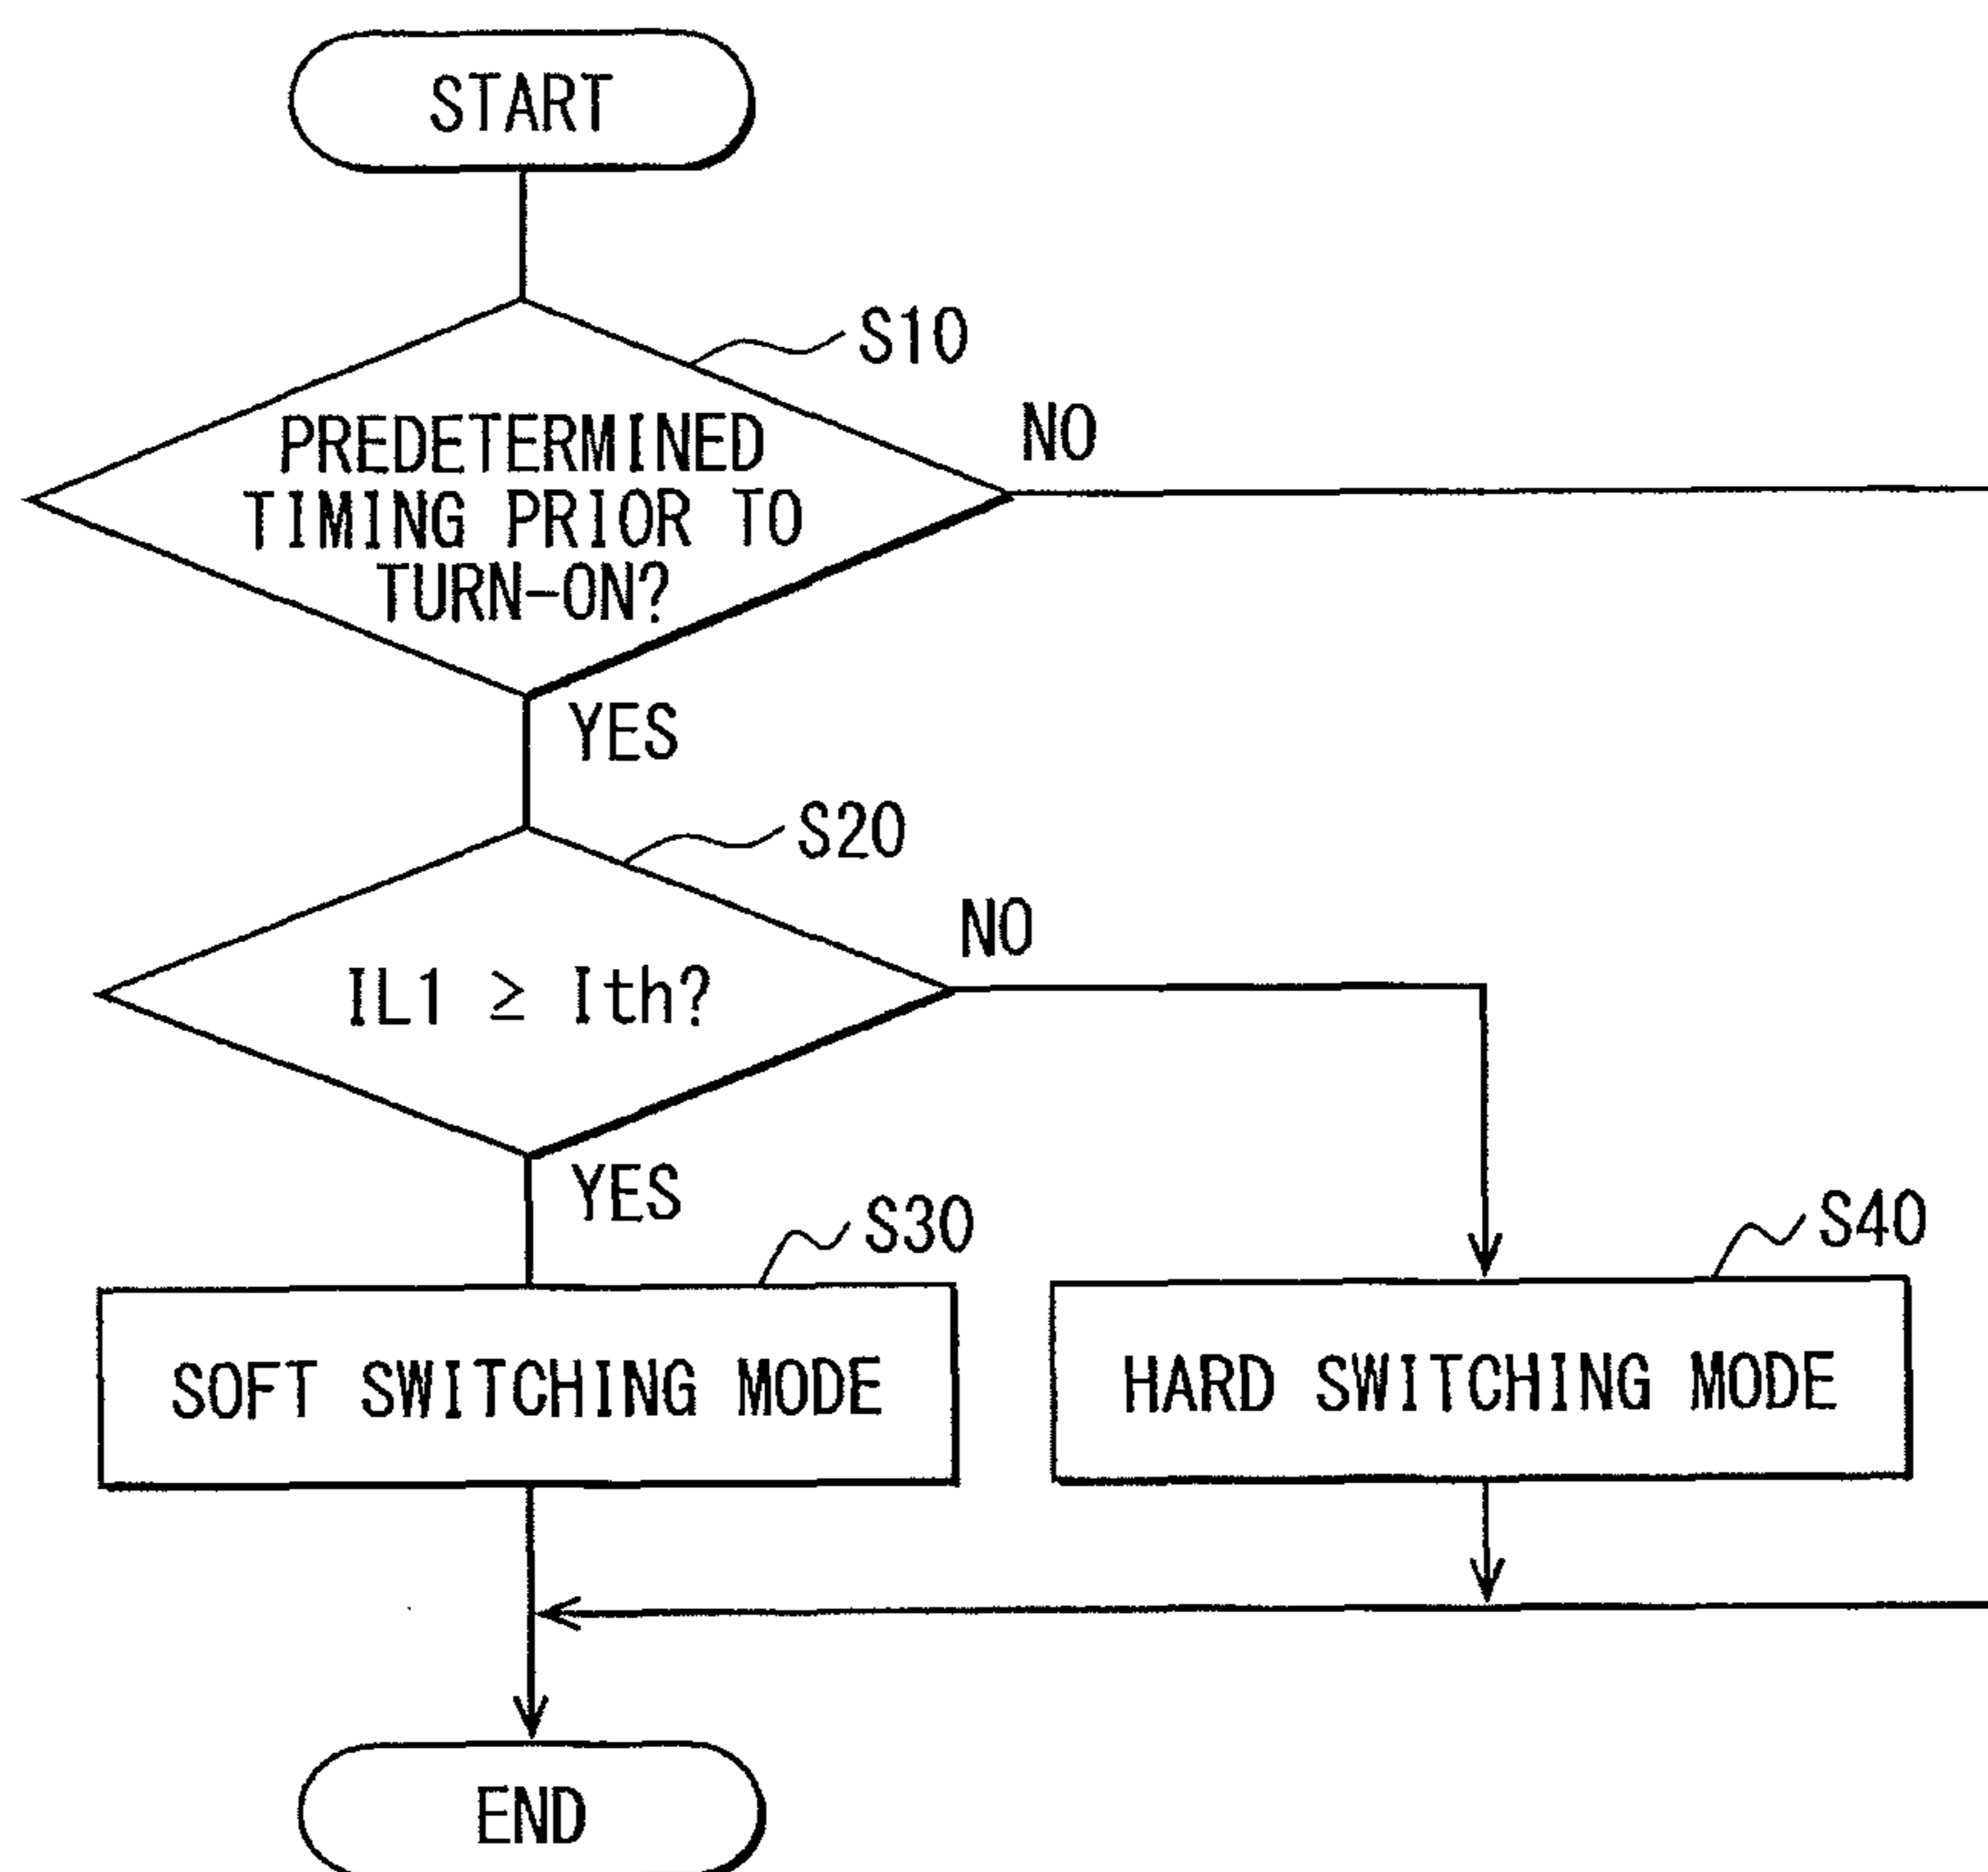 START
S10
NO
PREDETERMINED
TIMING PRIOR TO
TURN-ON?
YES
S20
NO
IL1 ≥ Ith?
YES
S30
S40
SOFT SWITCHING MODE
HARD SWITCHING MODE
END